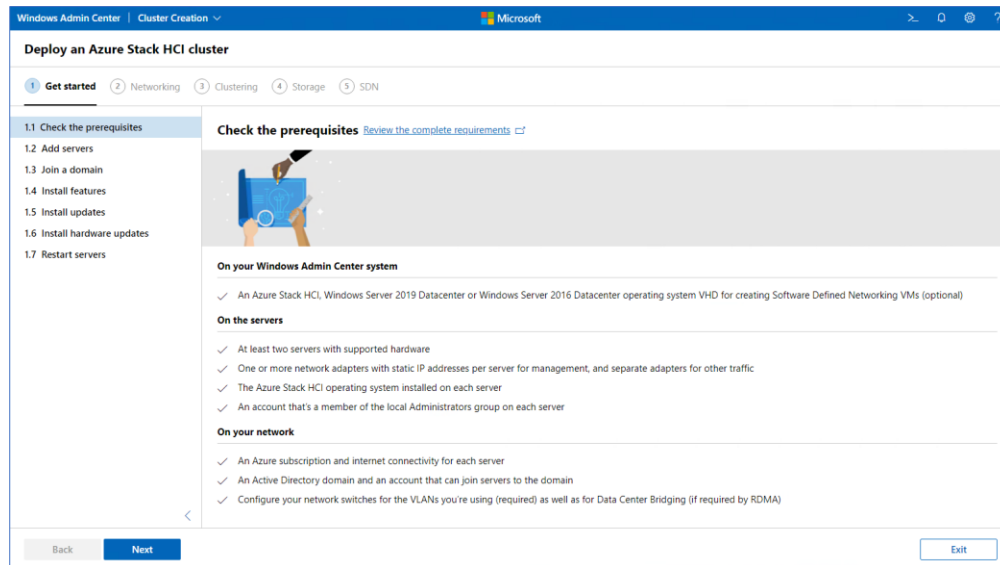 Windows Admin Center | Cluster Creation
Microsoft
Deploy an Azure Stack HCI cluster
1 Get started 2 Networking 3 Clustering 4 Storage 5 SDN
1.1 Check the prerequisites
1.2 Add servers
1.3 Join a domain
1.4 Install features
1.5 Install updates
1.6 Install hardware updates
1.7 Restart servers
Check the prerequisites Review the complete requirements
On your Windows Admin Center system
An Azure Stack HCI, Windows Server 2019 Datacenter or Windows Server 2016 Datacenter operating system VHD for creating Software Defined Networking VMs (optional)
On the servers
At least two servers with supported hardware
One or more network adapters with static IP addresses per server for management, and separate adapters for other traffic
The Azure Stack HCI operating system installed on each server
An account that's a member of the local Administrators group on each server
On your network
An Azure subscription and internet connectivity for each server
An Active Directory domain and an account that can join servers to the domain
Configure your network switches for the VLANs you're using (required) as well as for Data Center Bridging (if required by RDMA)
Back Next Exit